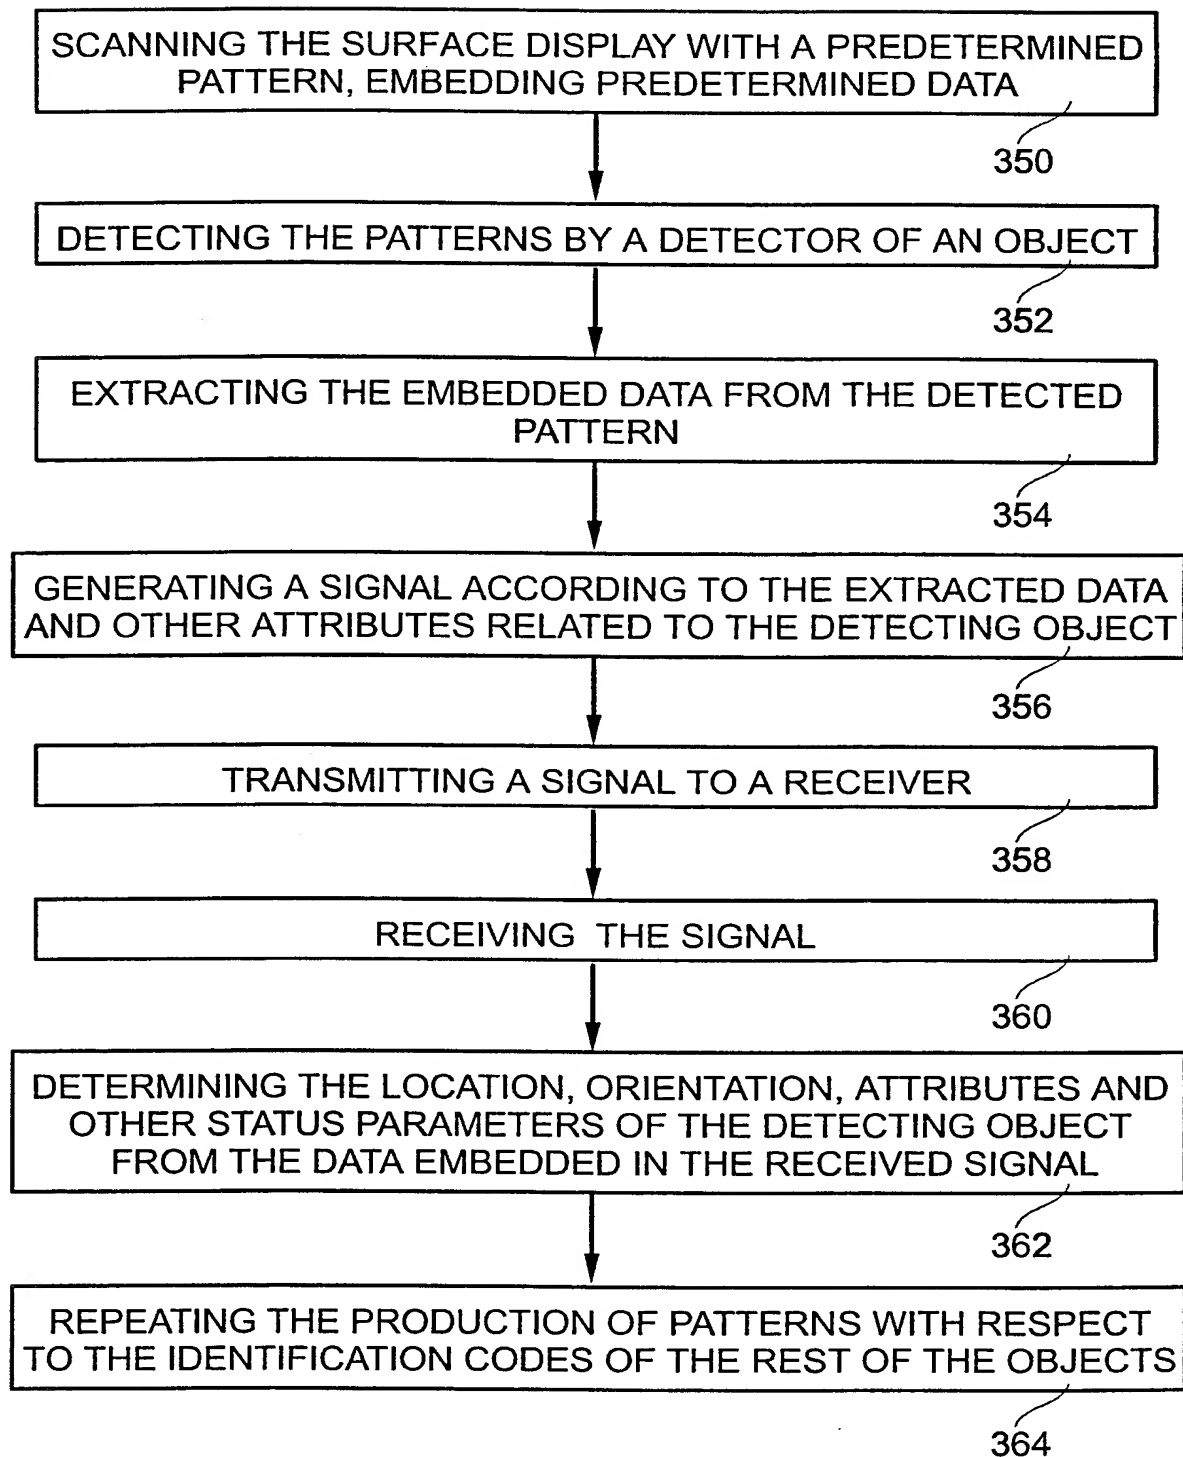 SCANNING THE SURFACE DISPLAY WITH A PREDETERMINED
PATTERN, EMBEDDING PREDETERMINED DATA
350
DETECTING THE PATTERNS BY A DETECTOR OF AN OBJECT
352
EXTRACTING THE EMBEDDED DATA FROM THE DETECTED
PATTERN
354
GENERATING A SIGNAL ACCORDING TO THE EXTRACTED DATA
AND OTHER ATTRIBUTES RELATED TO THE DETECTING OBJECT
356
TRANSMITTING A SIGNAL TO A RECEIVER
358
RECEIVING THE SIGNAL
360
DETERMINING THE LOCATION, ORIENTATION, ATTRIBUTES AND
OTHER STATUS PARAMETERS OF THE DETECTING OBJECT
FROM THE DATA EMBEDDED IN THE RECEIVED SIGNAL
362
REPEATING THE PRODUCTION OF PATTERNS WITH RESPECT
TO THE IDENTIFICATION CODES OF THE REST OF THE OBJECTS
364